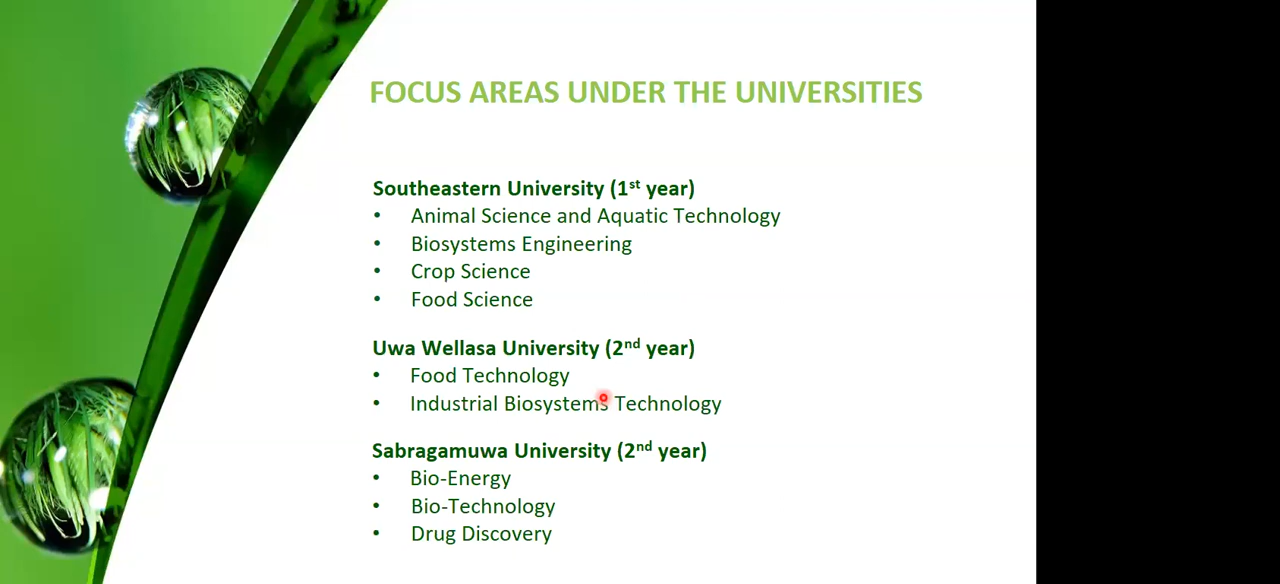 FOCUS AREAS UNDER THE UNIVERSITIES
Southeastern University (1st year)
• Animal Science and Aquatic Technology
• Biosystems Engineering
• Crop Science
• Food Science
Uwa Wellasa University (2nd year)
• Food Technology
• Industrial Biosystems Technology
Sabragamuwa University (2nd year)
• Bio-Energy
• Bio-Technology
• Drug Discovery